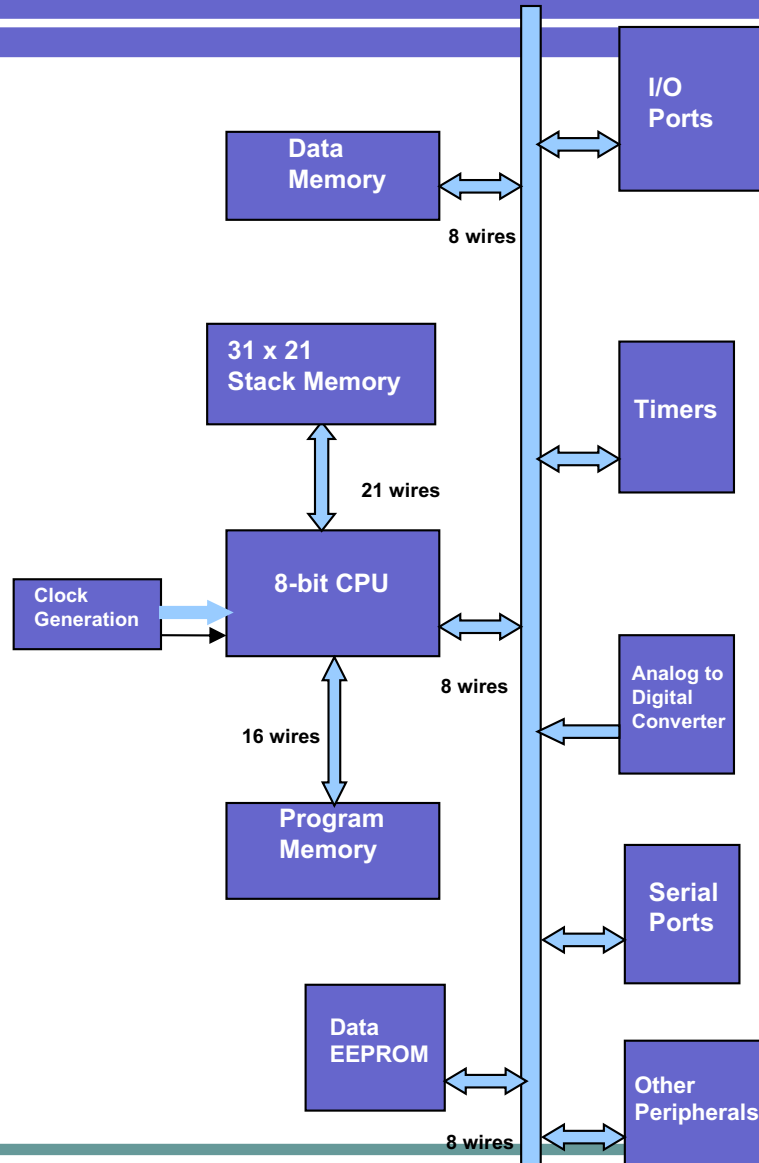 I/O
Ports
Data
Memory
8 wires
31 x 21
Stack Memory
Timers
21 wires
8-bit CPU
Clock
Generation
8 wires
Analog to
Digital
Converter
16 wires
Program
Memory
Serial
Ports
Data
EEPROM
Other
Peripherals
8 wires